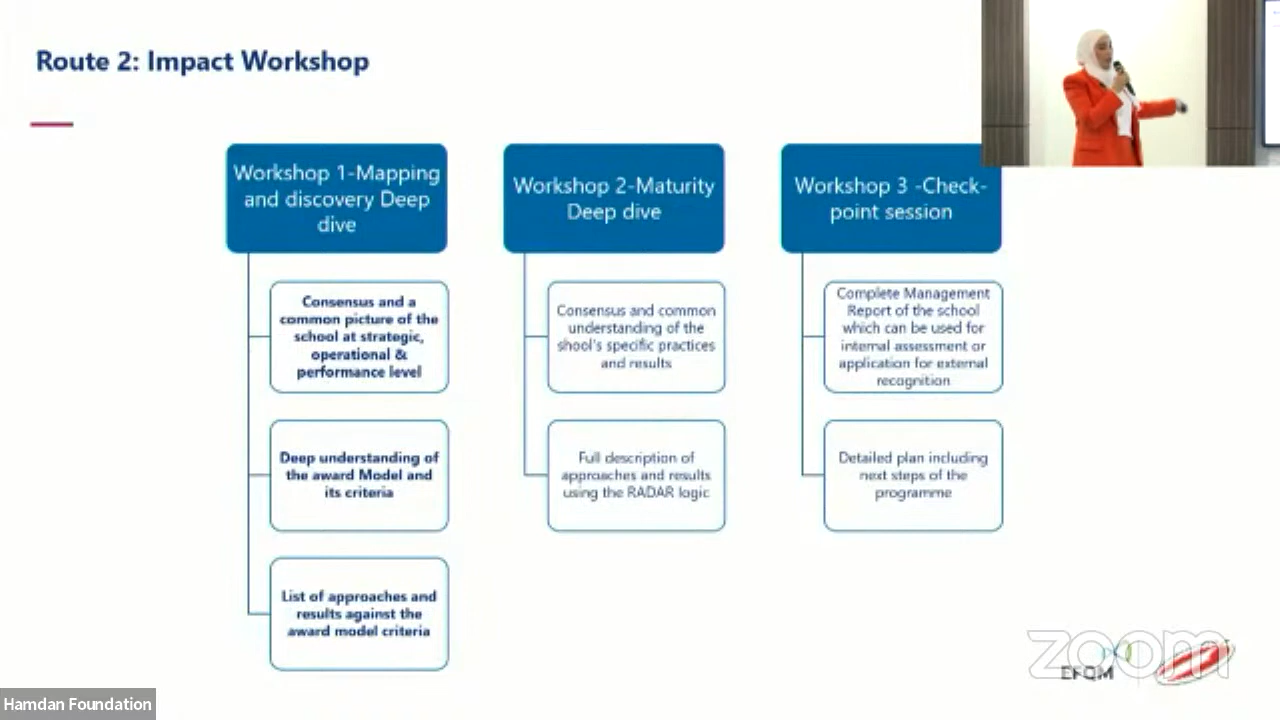 Route 2: Impact Workshop
Workshop 1-Mapping
and discovery Deep
dive
Consensus and a
common picture of the
school at strategic,
operational &
performance level
Deep understanding of
the award Model and
its criteria
List of approaches and
results against the
award model criteria
Workshop 2-Maturity
Deep dive
Consensus and common
understanding of the
shool's specific practices
and results
Full description of
approaches and results
using the RADAR logic
Workshop 3 -Check-
point session
Complete Management
Report of the school
which can be used for
internal assessment or
application for external
recognition
Detailed plan including
next steps of the
programme
zoom
EFQM
Hamdan Foundation